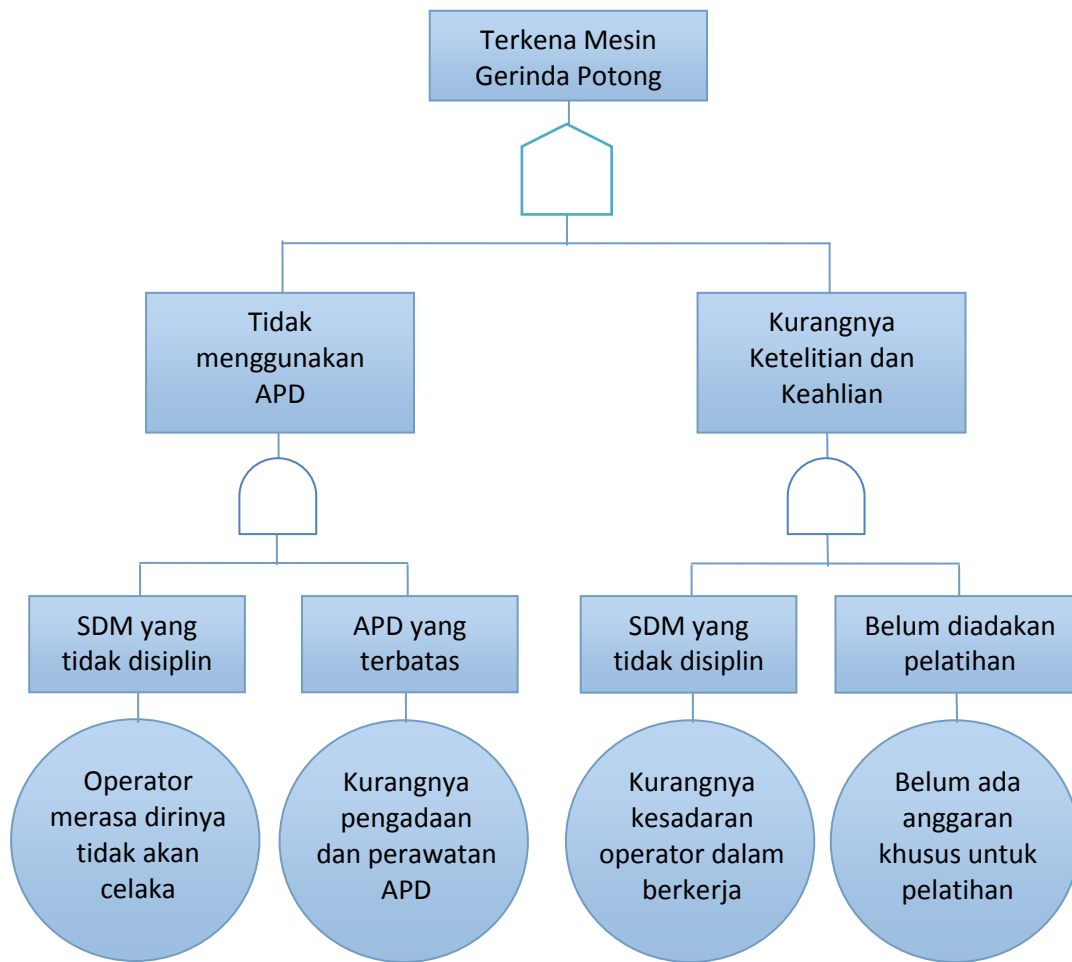 Terkena Mesin
Gerinda Potong
Tidak
menggunakan
APD
Kurangnya
Ketelitian dan
Keahlian
SDM yang
tidak disiplin
APD yang
terbatas
SDM yang
tidak disiplin
Belum diadakan
pelatihan
Operator
merasa dirinya
tidak akan
celaka
Kurangnya
pengadaan
dan perawatan
APD
Kurangnya
kesadaran
operator dalam
berkerja
Belum ada
anggaran
khusus untuk
pelatihan